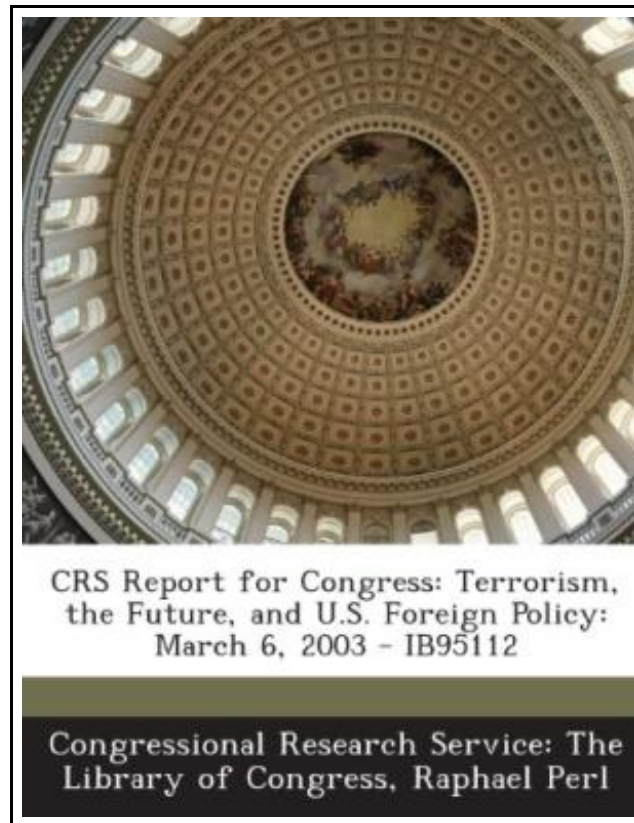 CRS Report for Congress: Terrorism,
the Future, and U.S. Foreign Policy:
March 6, 2003 - IB95112
Congressional Research Service: The
Library of Congress, Raphael Perl